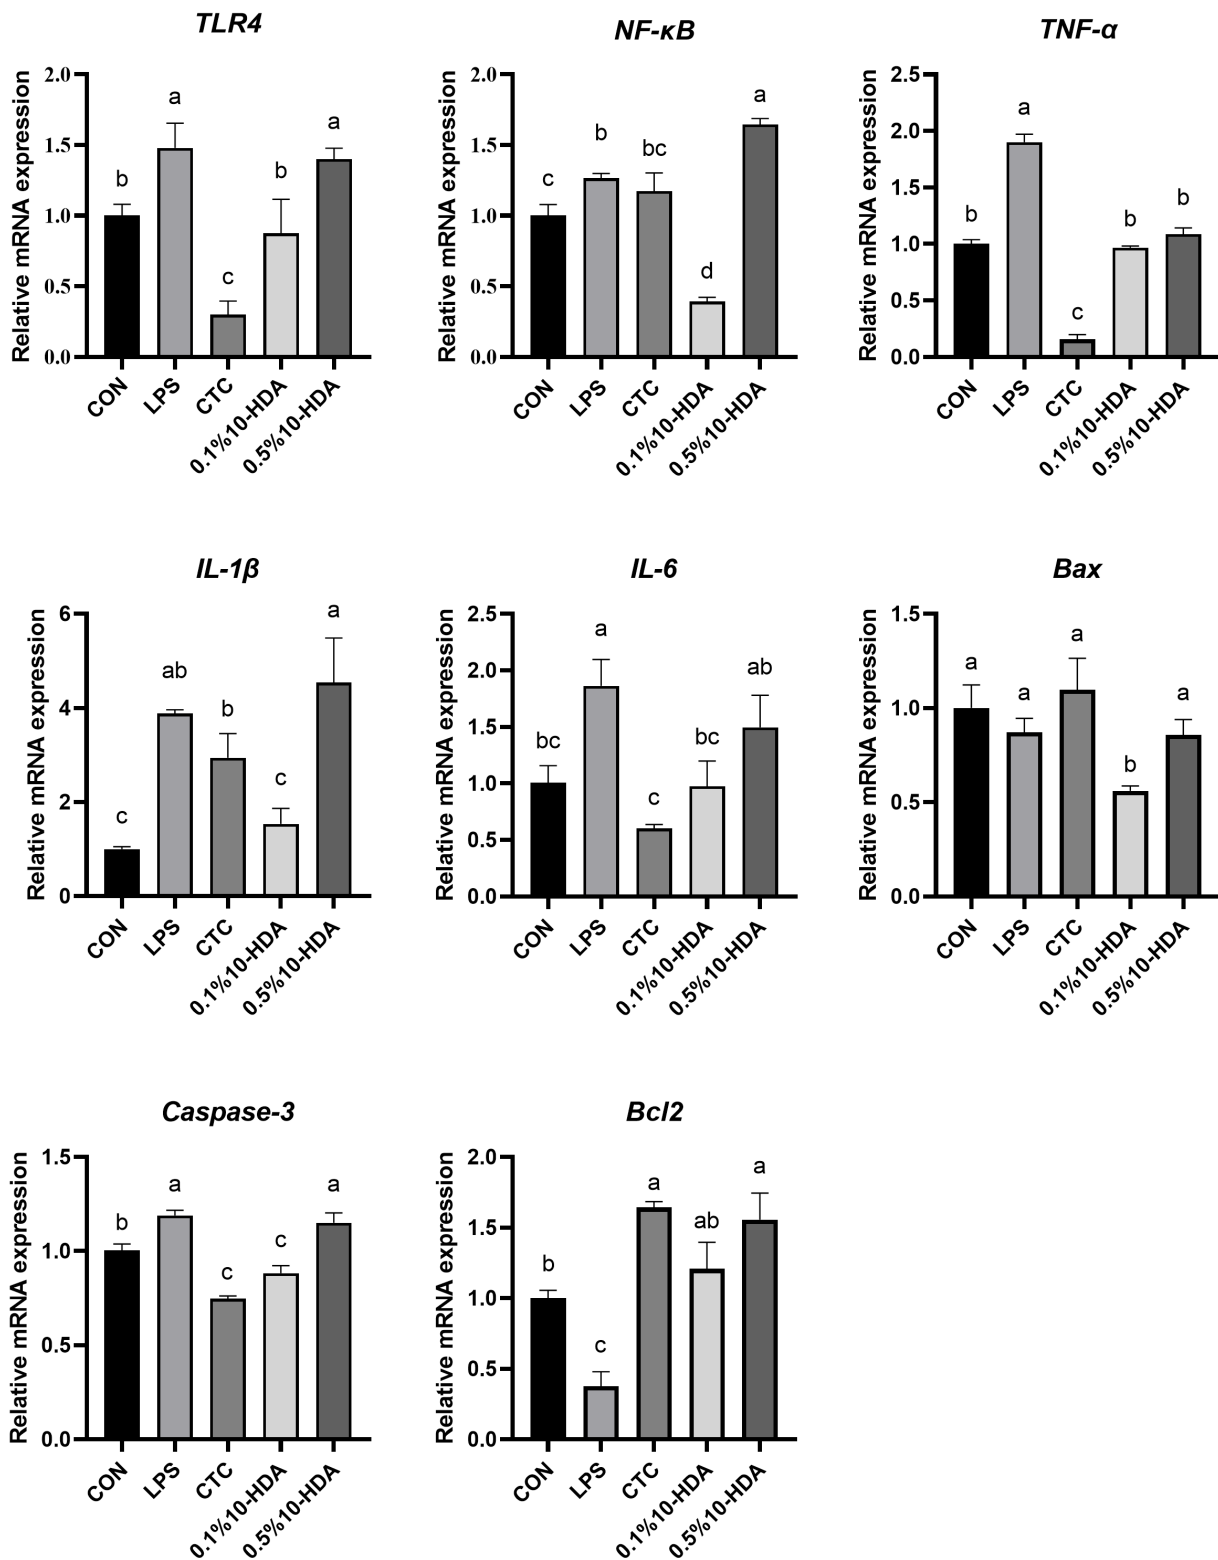 TLR4
Relative mRNA expression
2.0
1.5
1.0
0.5
0.0
b
a
c
b
a
CON
LPS
CTC
0.1%10-HDA
0.5%10-HDA
NF-κB
Relative mRNA expression
2.0
1.5
1.0
0.5
0.0
c
b
bc
d
a
CON
LPS
CTC
0.1%10-HDA
0.5%10-HDA
TNF-α
Relative mRNA expression
2.5
2.0
1.5
1.0
0.5
0.0
b
a
c
b
b
CON
LPS
CTC
0.1%10-HDA
0.5%10-HDA
IL-1β
Relative mRNA expression
6
4
2
0
c
ab
b
c
a
CON
LPS
CTC
0.1%10-HDA
0.5%10-HDA
IL-6
Relative mRNA expression
2.5
2.0
1.5
1.0
0.5
0.0
bc
a
c
bc
ab
CON
LPS
CTC
0.1%10-HDA
0.5%10-HDA
Bax
Relative mRNA expression
1.5
1.0
0.5
0.0
a
a
a
b
a
CON
LPS
CTC
0.1%10-HDA
0.5%10-HDA
Caspase-3
Relative mRNA expression
1.5
1.0
0.5
0.0
b
a
c
c
a
CON
LPS
CTC
0.1%10-HDA
0.5%10-HDA
Bcl2
Relative mRNA expression
2.0
1.5
1.0
0.5
0.0
b
c
a
ab
a
CON
LPS
CTC
0.1%10-HDA
0.5%10-HDA